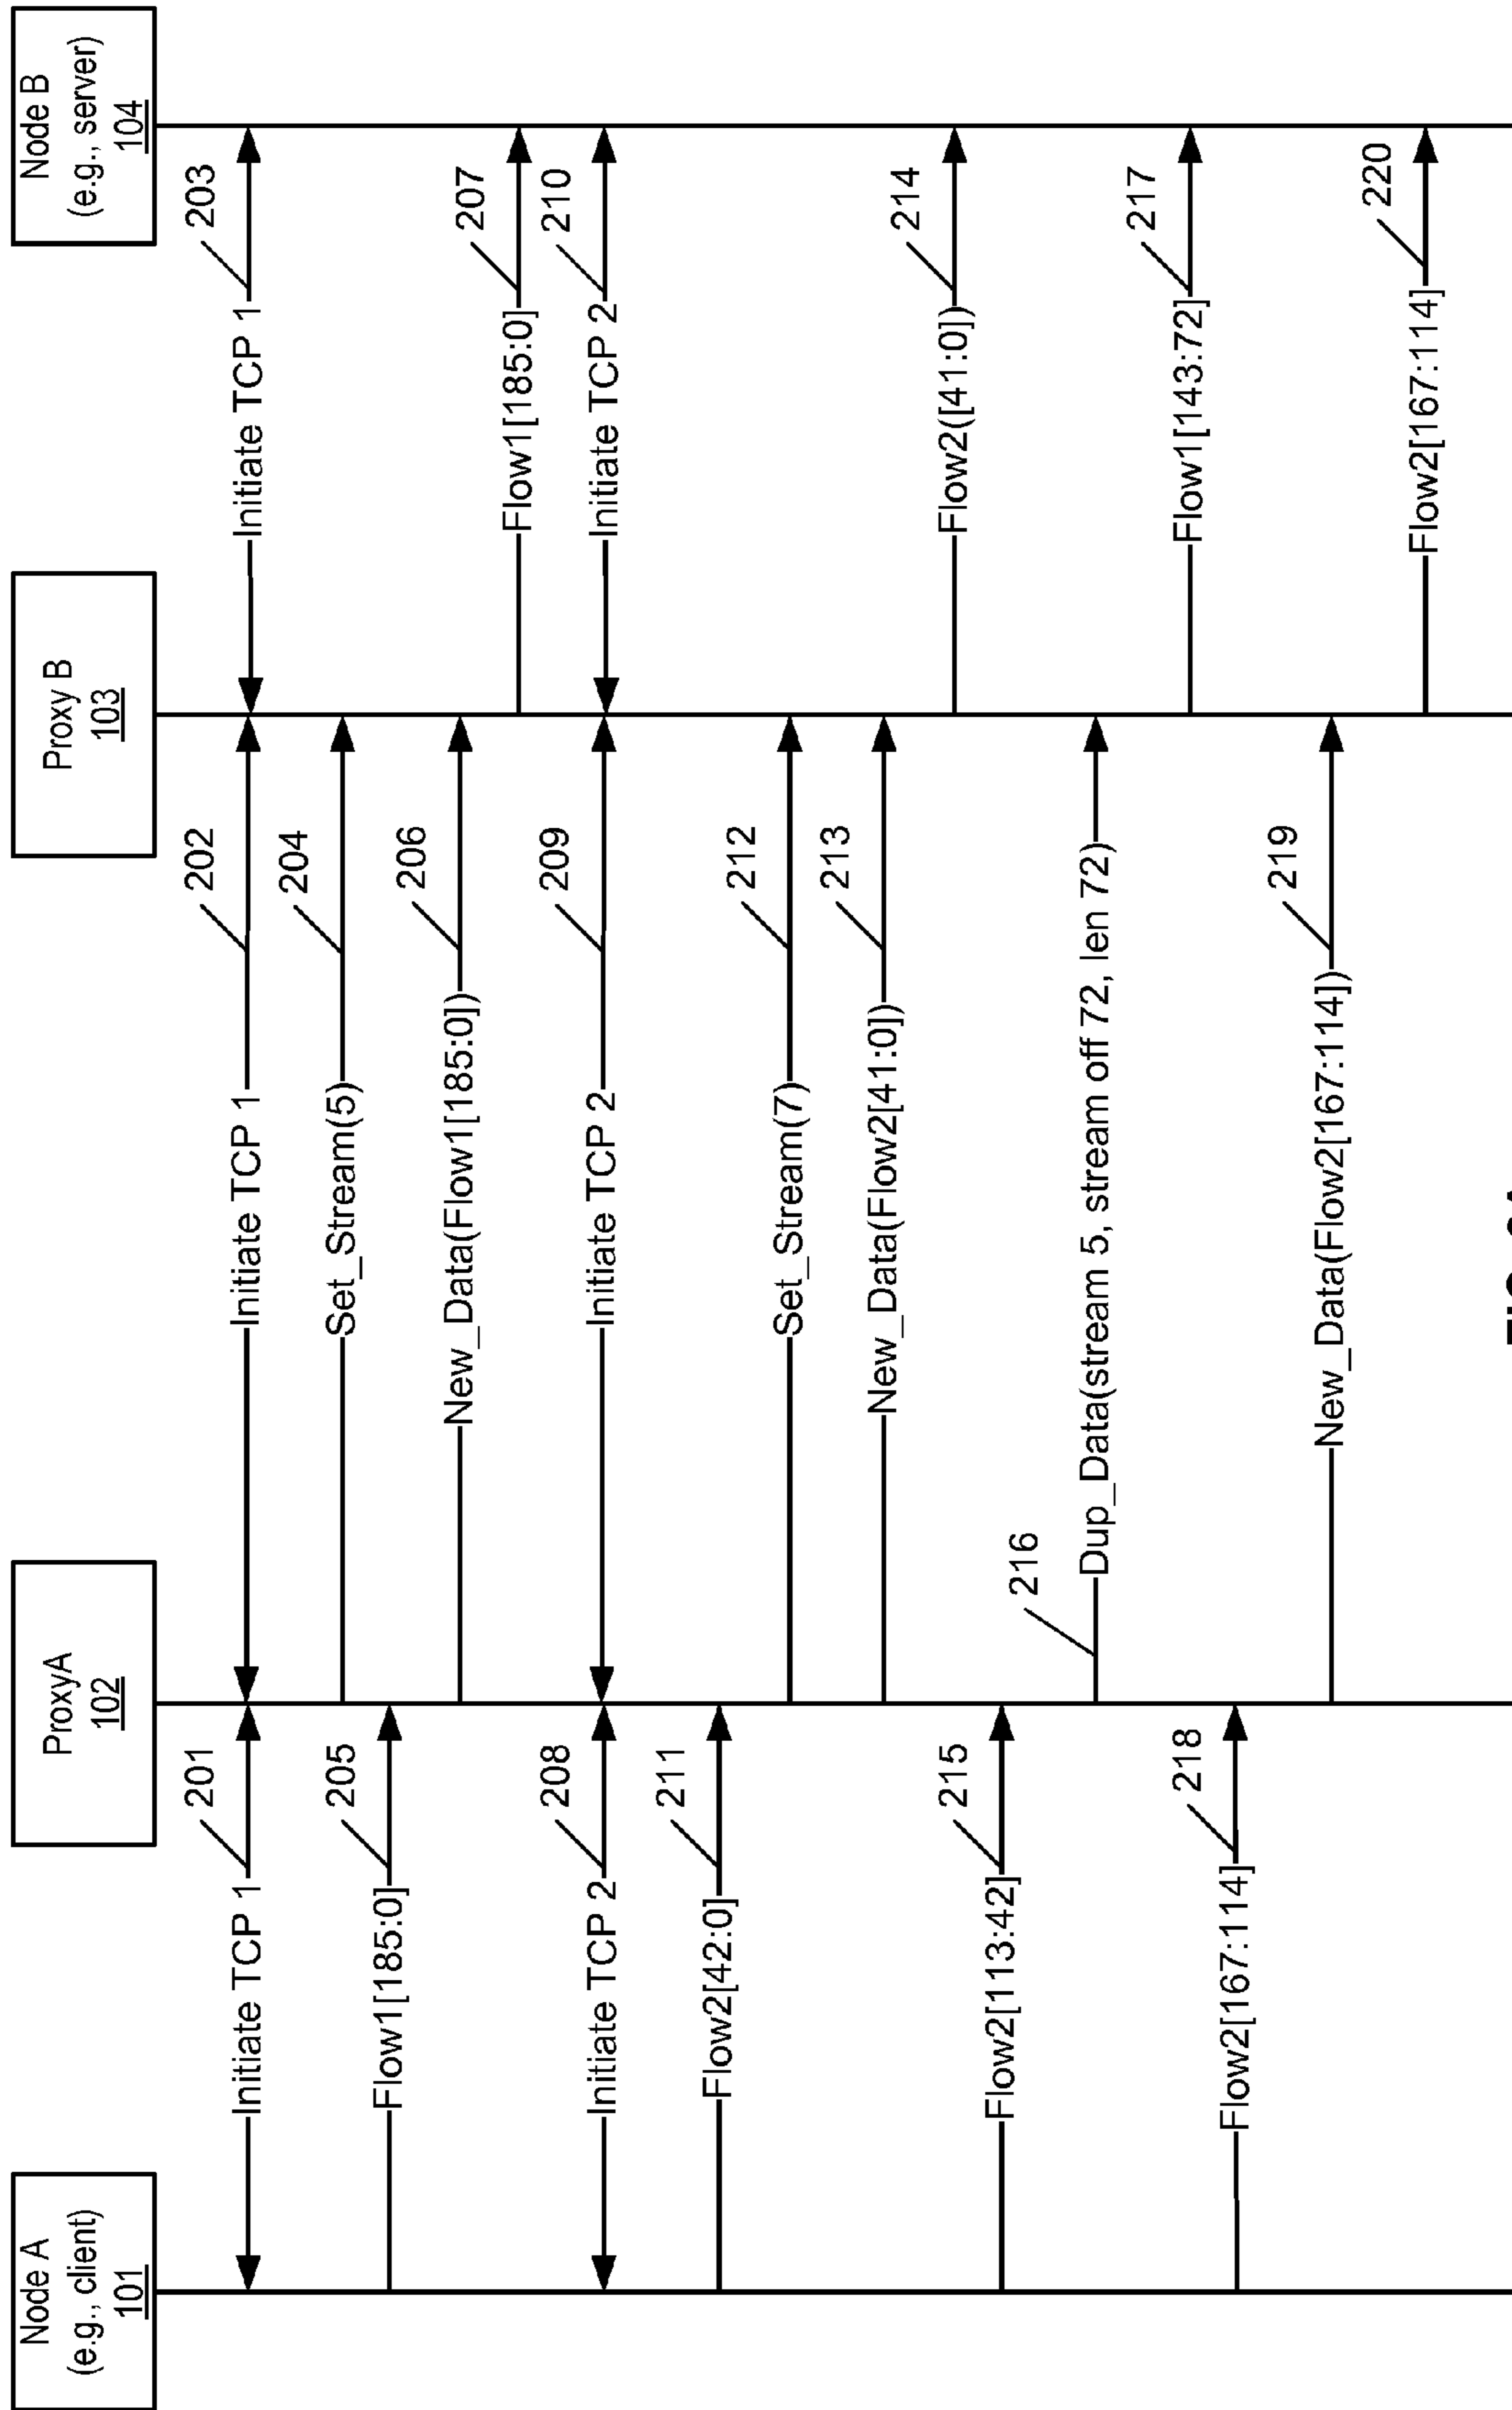 Node A
(e.g., client)
101
ProxyA
102
Proxy B
103
Node B
(e.g., server)
104
201
202
203
Initiate TCP 1
Initiate TCP 1
Initiate TCP 1
204
Set_Stream(5)
205
Flow1[185:0]
206
New_Data(Flow1[185:0])
207
Flow1[185:0]
208
209
210
Initiate TCP 2
Initiate TCP 2
Initiate TCP 2
211
Flow2[42:0]
212
Set_Stream(7)
213
New_Data(Flow2[41:0])
214
Flow2([41:0])
215
Flow2[113:42]
216
Dup_Data(stream 5, stream off 72, len 72)
217
Flow1[143:72]
218
Flow2[167:114]
219
New_Data(Flow2[167:114])
220
Flow2[167:114]